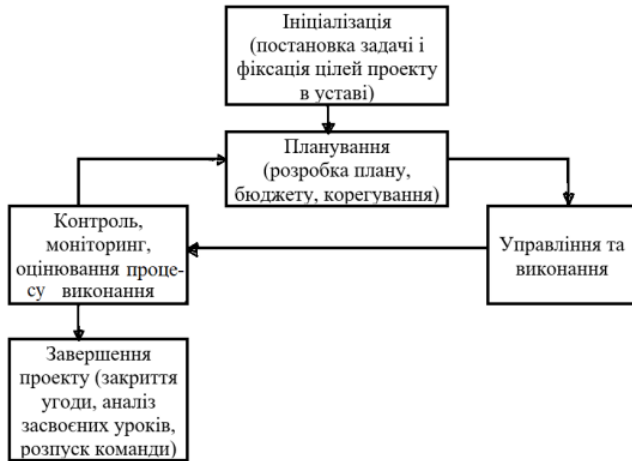 Ініціалізація
(постановка задачі і
фіксація цілей проекту
в уставі)
Планування
(розробка плану,
бюджету, корегування)
Контроль,
моніторинг,
оцінювання проце-
су виконання
Управління та
виконання
Завершення
проекту (закриття
угоди, аналіз
засвоєних уроків,
розпуск команди)